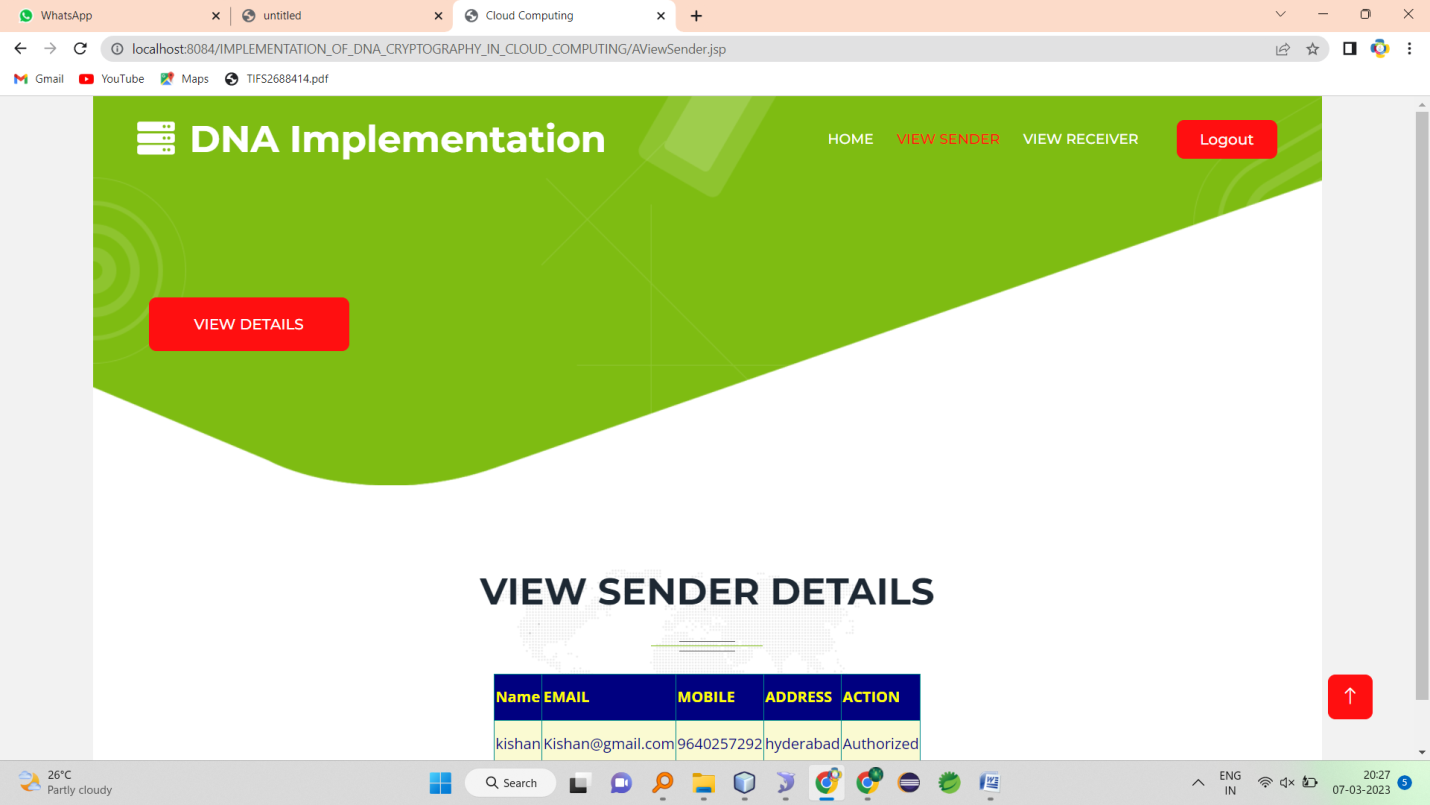 WhatsApp untitled Cloud Computing
localhost:8084/IMPLEMENTATION_OF_DNA_CRYPTOGRAPHY_IN_CLOUD_COMPUTING/AViewSender.jsp
Gmail YouTube Maps TIFS2688414.pdf
DNA Implementation HOME VIEW SENDER VIEW RECEIVER Logout
VIEW DETAILS
VIEW SENDER DETAILS
Name EMAIL MOBILE ADDRESS ACTION
kishan Kishan@gmail.com 9640257292 hyderabad Authorized
26°C
Partly cloudy
Search
ENG
IN
20:27
07-03-2023
5